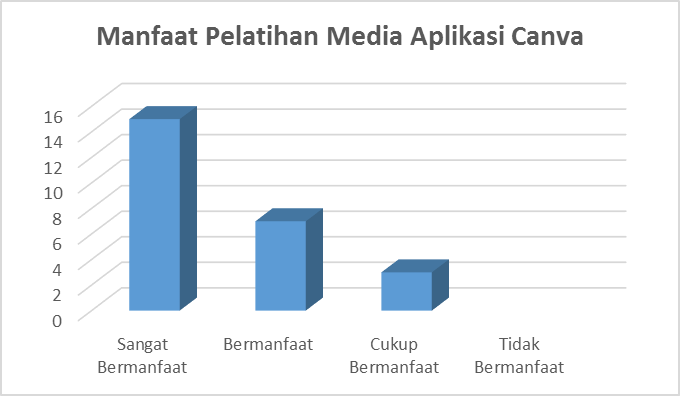 Manfaat Pelatihan Media Aplikasi Canva
16
14
12
10
8
6
4
2
0
Sangat
Bermanfaat
Bermanfaat
Cukup
Bermanfaat
Tidak
Bermanfaat